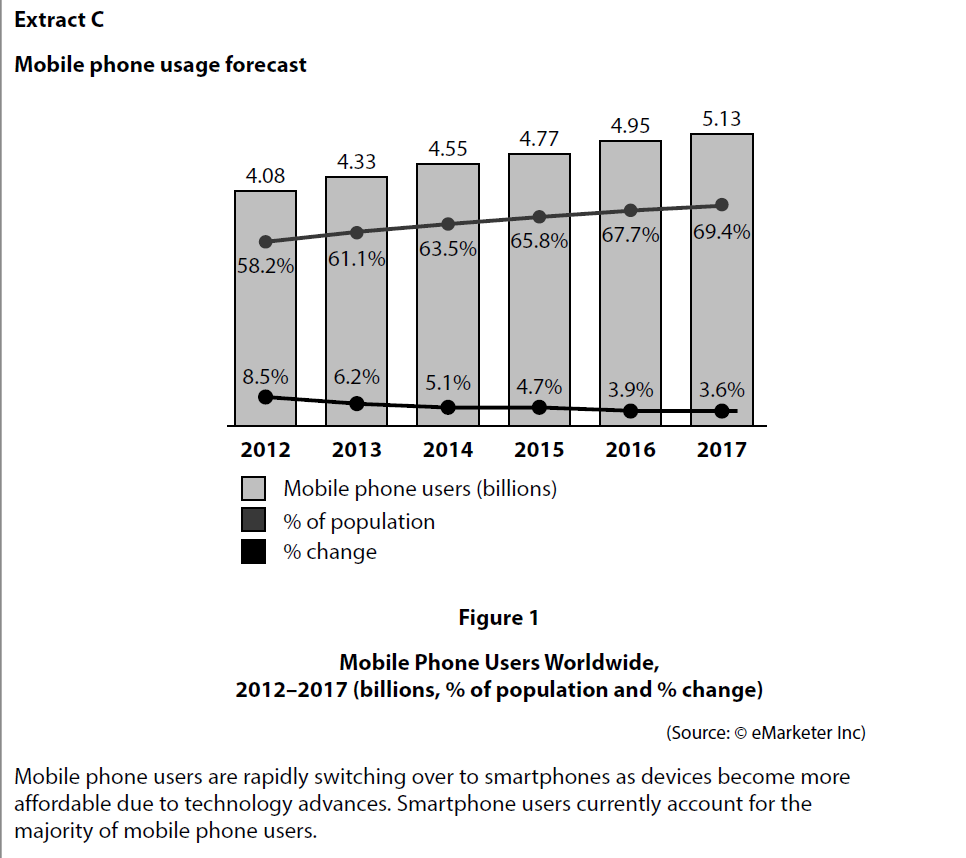 Extract C
Mobile phone usage forecast
4.08
4.33
4.55
4.77
4.95
5.13
58.2%
61.1%
63.5%
65.8%
67.7%
69.4%
8.5%
6.2%
5.1%
4.7%
3.9%
3.6%
2012 2013 2014 2015 2016 2017
Mobile phone users (billions)
% of population
% change
Figure 1
Mobile Phone Users Worldwide,
2012–2017 (billions, % of population and % change)
(Source: © eMarketer Inc)
Mobile phone users are rapidly switching over to smartphones as devices become more
affordable due to technology advances. Smartphone users currently account for the
majority of mobile phone users.